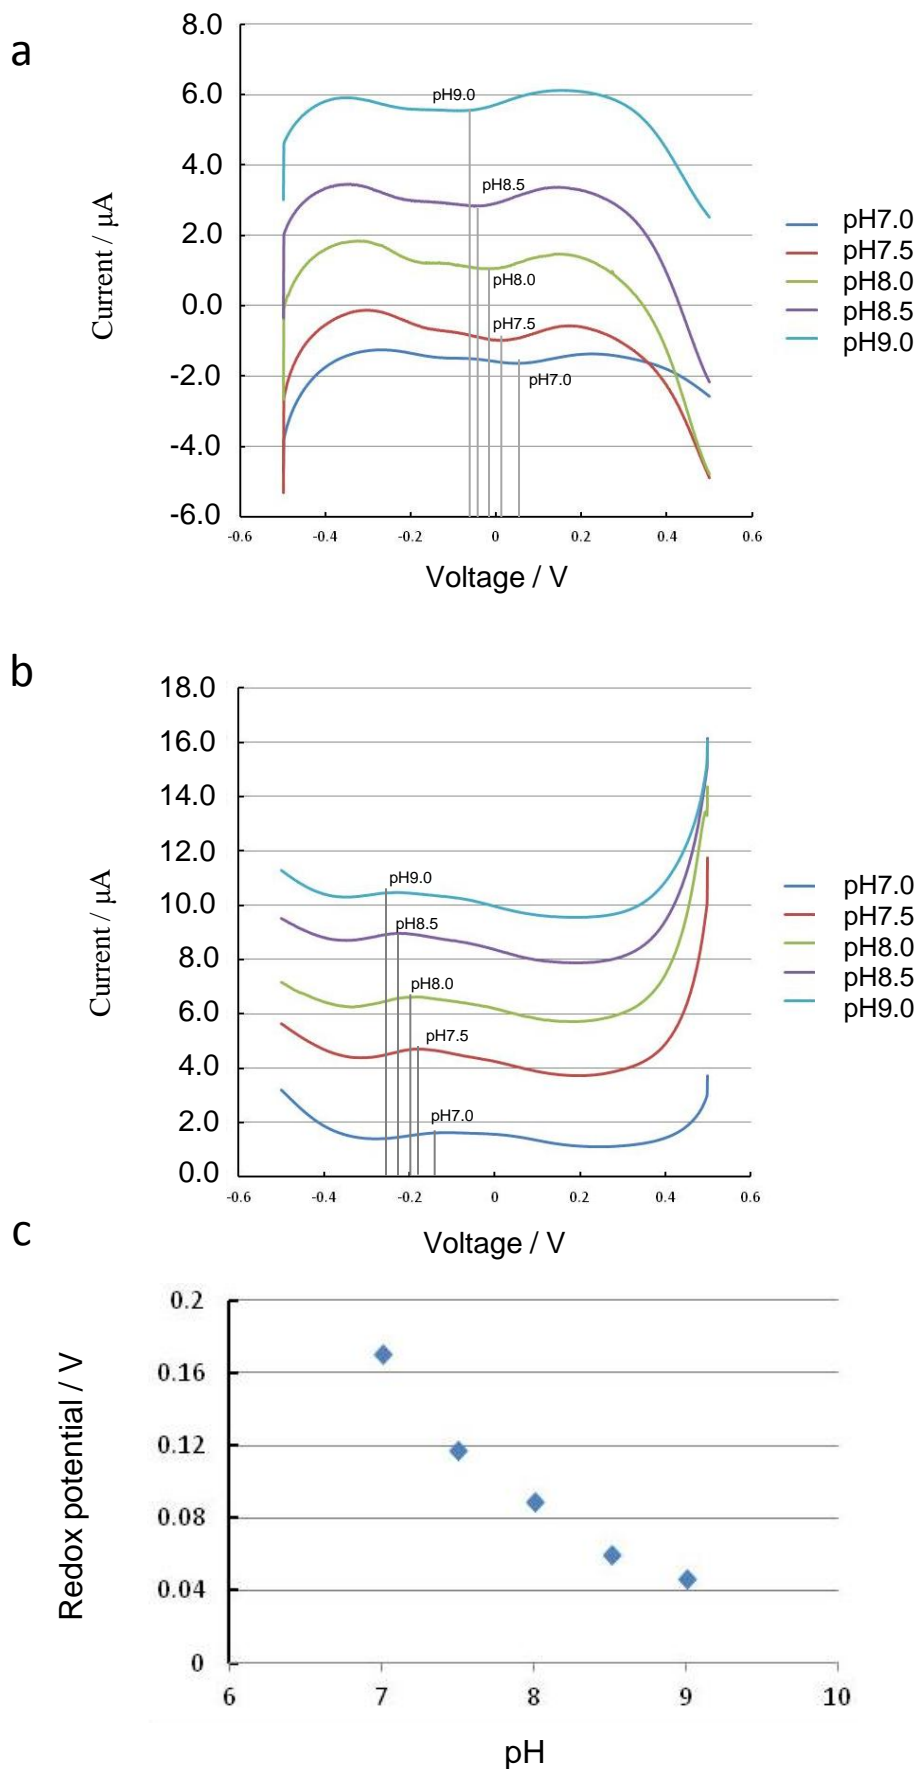 a
8.0
6.0
4.0
2.0
0.0
-2.0
-4.0
-6.0
Current / μA
pH9.0
pH8.5
pH8.0
pH7.5
pH7.0
pH7.0
pH7.5
pH8.0
pH8.5
pH9.0
-0.6 -0.4 -0.2 0 0.2 0.4 0.6
Voltage / V
b
18.0
16.0
14.0
12.0
10.0
8.0
6.0
4.0
2.0
0.0
Current / μA
pH9.0
pH8.5
pH8.0
pH7.5
pH7.0
pH7.0
pH7.5
pH8.0
pH8.5
pH9.0
-0.6 -0.4 -0.2 0 0.2 0.4 0.6
Voltage / V
c
0.2
0.16
0.12
0.08
0.04
0
Redox potential / V
6 7 8 9 10
pH